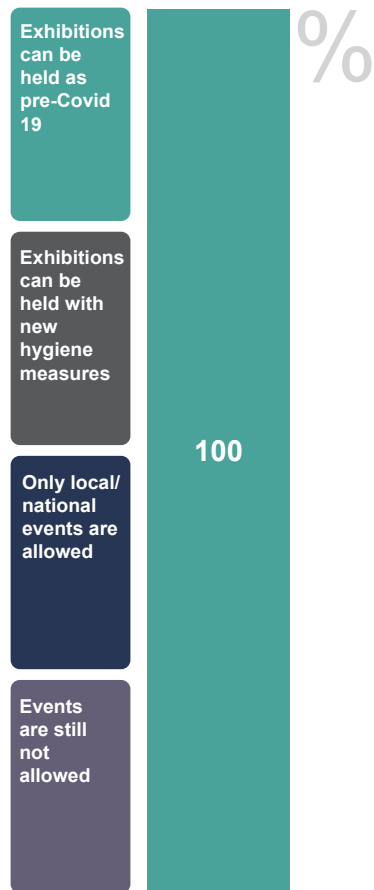 Exhibitions
can be
held as
pre-Covid
19
%
Exhibitions
can be
held with
new
hygiene
measures
100
Only local/
national
events are
allowed
Events
are still
not
allowed